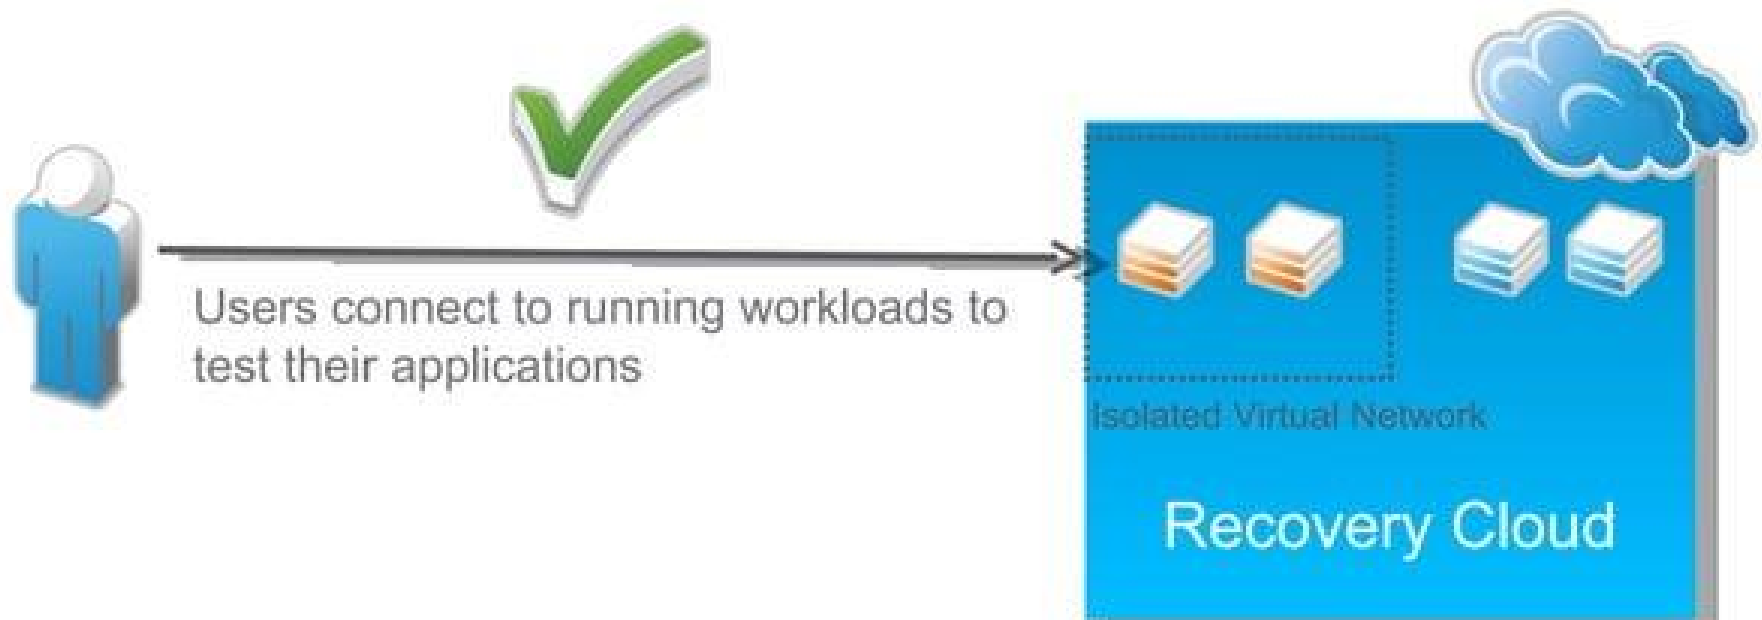 Users connect to running workloads to
test their applications
Isolated Virtual Network
Recovery Cloud